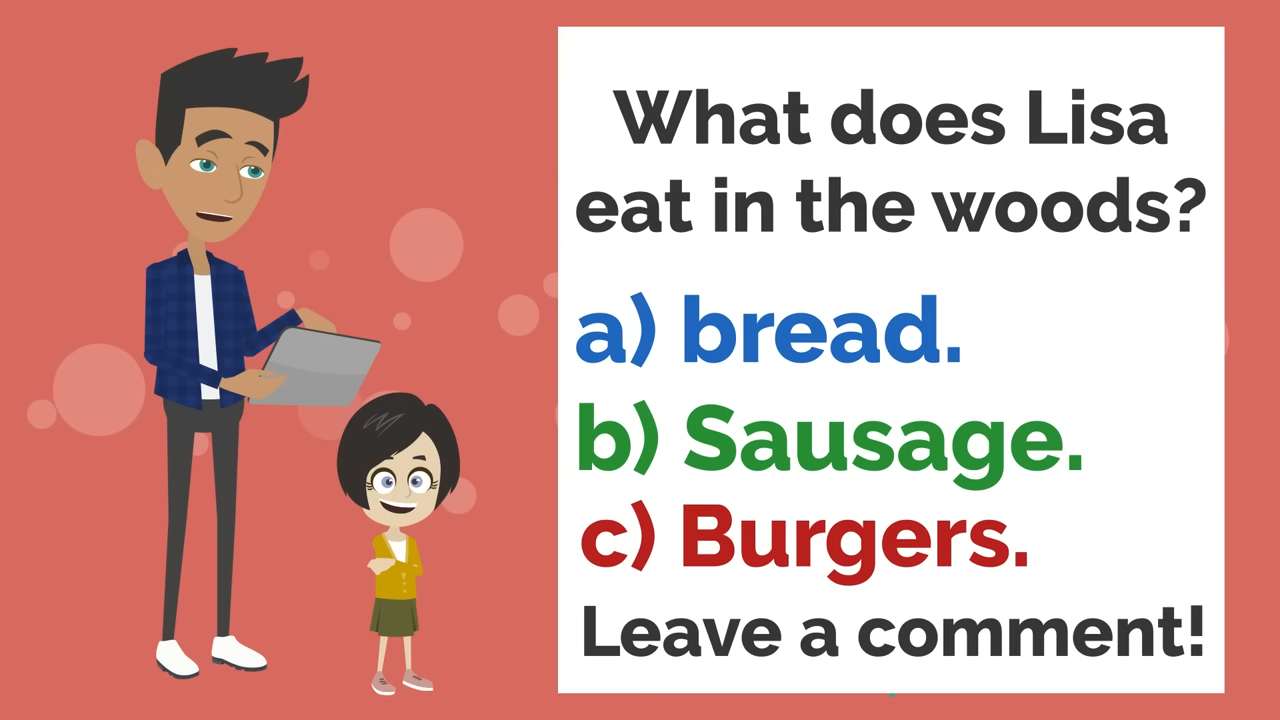 What does Lisa
eat in the woods?
a) bread.
b) Sausage.
c) Burgers.
Leave a comment!